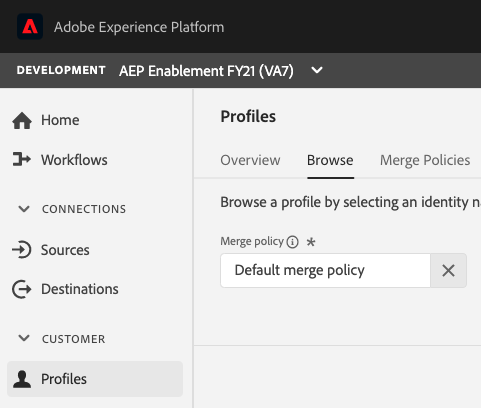 Adobe Experience Platform
DEVELOPMENT AEP Enablement FY21 (VA7)
Home
Workflows
CONNECTIONS
Sources
Destinations
CUSTOMER
Profiles
Profiles
Overview Browse Merge Policies
Browse a profile by selecting an identity
Merge policy *
Default merge policy